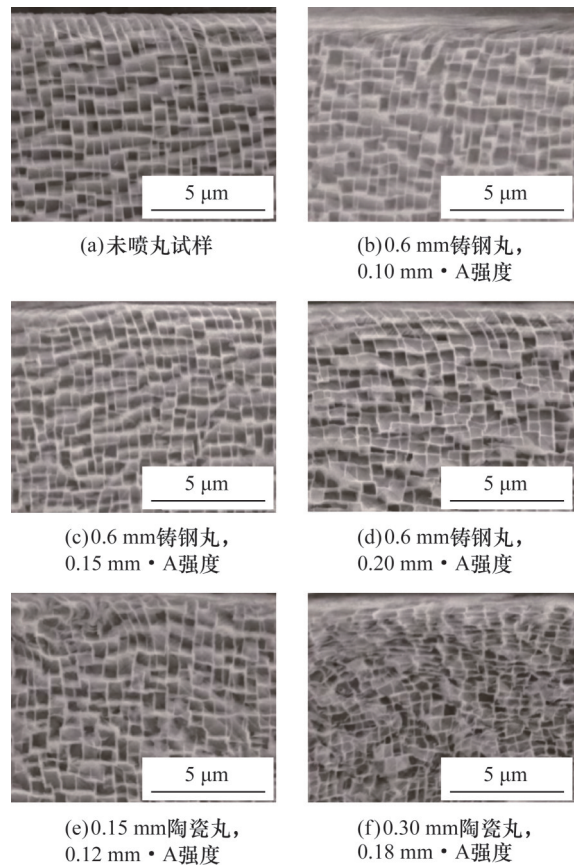 5 μm
5 μm
(a)未喷丸试样
(b)0.6 mm铸钢丸，
0.10 mm·A强度
5 μm
5 μm
(c)0.6 mm铸钢丸，
0.15 mm·A强度
(d)0.6 mm铸钢丸，
0.20 mm·A强度
5 μm
5 μm
(e)0.15 mm陶瓷丸，
0.12 mm·A强度
(f)0.30 mm陶瓷丸，
0.18 mm·A强度